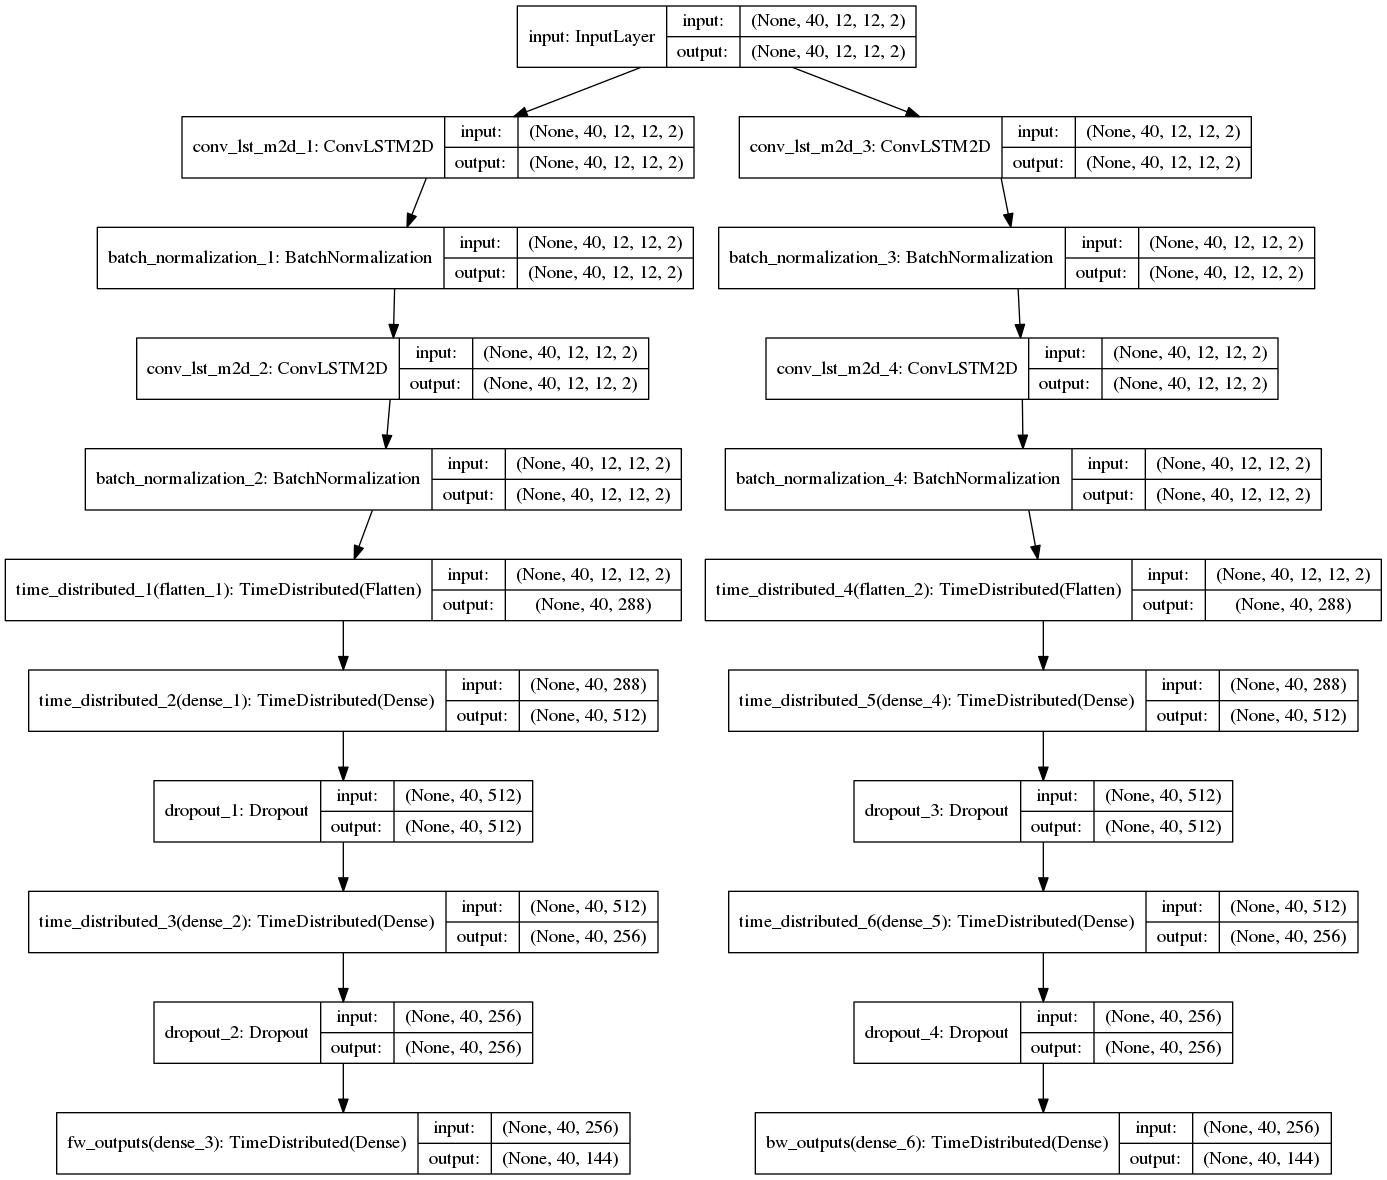 input: InputLayer
input: (None, 40, 12, 12, 2)
output: (None, 40, 12, 12, 2)
conv_lst_m2d_1: ConvLSTM2D
input: (None, 40, 12, 12, 2)
output: (None, 40, 12, 12, 2)
conv_lst_m2d_3: ConvLSTM2D
input: (None, 40, 12, 12, 2)
output: (None, 40, 12, 12, 2)
batch_normalization_1: BatchNormalization
input: (None, 40, 12, 12, 2)
output: (None, 40, 12, 12, 2)
batch_normalization_3: BatchNormalization
input: (None, 40, 12, 12, 2)
output: (None, 40, 12, 12, 2)
conv_lst_m2d_2: ConvLSTM2D
input: (None, 40, 12, 12, 2)
output: (None, 40, 12, 12, 2)
conv_lst_m2d_4: ConvLSTM2D
input: (None, 40, 12, 12, 2)
output: (None, 40, 12, 12, 2)
batch_normalization_2: BatchNormalization
input: (None, 40, 12, 12, 2)
output: (None, 40, 12, 12, 2)
batch_normalization_4: BatchNormalization
input: (None, 40, 12, 12, 2)
output: (None, 40, 12, 12, 2)
time_distributed_1(flatten_1): TimeDistributed(Flatten)
input: (None, 40, 12, 12, 2)
output: (None, 40, 288)
time_distributed_4(flatten_2): TimeDistributed(Flatten)
input: (None, 40, 12, 12, 2)
output: (None, 40, 288)
time_distributed_2(dense_1): TimeDistributed(Dense)
input: (None, 40, 288)
output: (None, 40, 512)
time_distributed_5(dense_4): TimeDistributed(Dense)
input: (None, 40, 288)
output: (None, 40, 512)
dropout_1: Dropout
input: (None, 40, 512)
output: (None, 40, 512)
dropout_3: Dropout
input: (None, 40, 512)
output: (None, 40, 512)
time_distributed_3(dense_2): TimeDistributed(Dense)
input: (None, 40, 512)
output: (None, 40, 256)
time_distributed_6(dense_5): TimeDistributed(Dense)
input: (None, 40, 512)
output: (None, 40, 256)
dropout_2: Dropout
input: (None, 40, 256)
output: (None, 40, 256)
dropout_4: Dropout
input: (None, 40, 256)
output: (None, 40, 256)
fw_outputs(dense_3): TimeDistributed(Dense)
input: (None, 40, 256)
output: (None, 40, 144)
bw_outputs(dense_6): TimeDistributed(Dense)
input: (None, 40, 256)
output: (None, 40, 144)